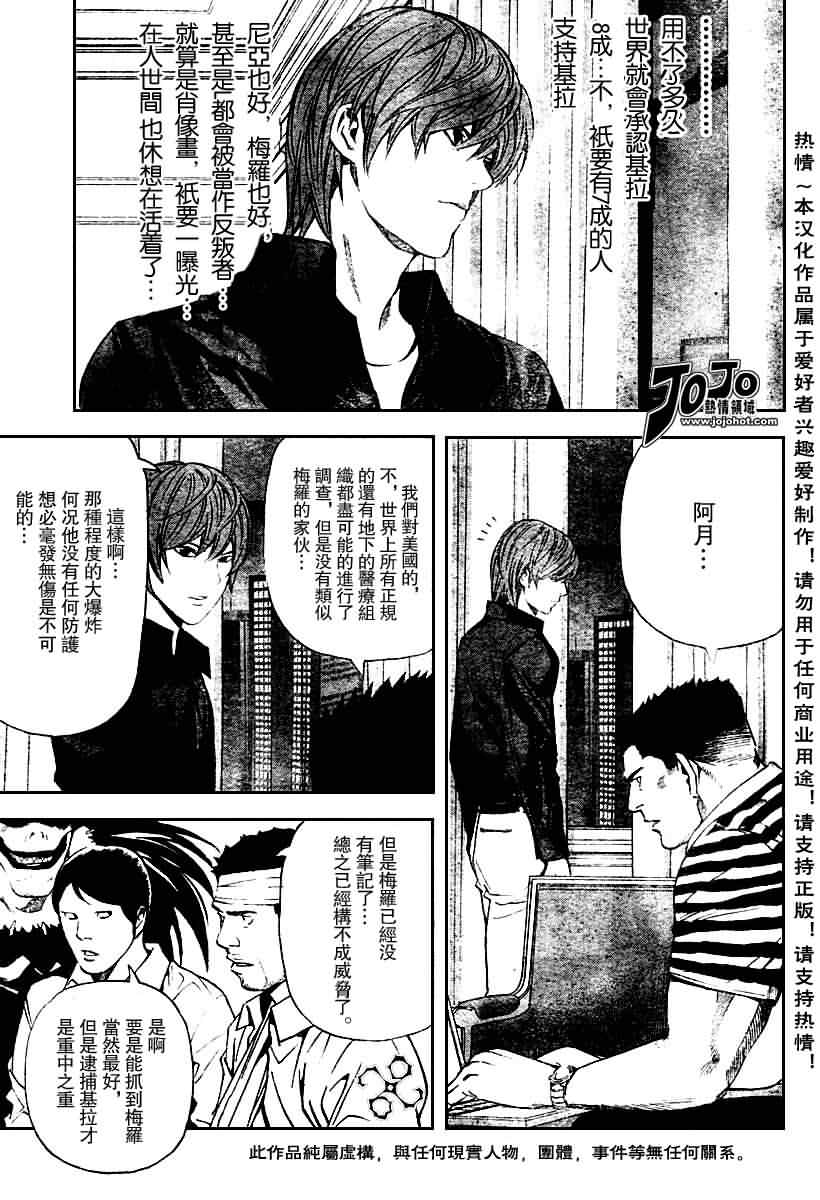 …………
用不了多久
世界就會承認基拉
8成…不，祇要有7成的人
支持基拉
尼亞也好，梅羅也好，
甚至是L都會被當作反叛者…
就算是肖像畫，祇要一曝光…
在人世間 也休想在活着了…
JOJO
熱情領域
www.jojohot.com
阿月…
我們對美國的，
不，世界上所有正規
的還有地下的醫療組
織都盡可能的進行了
調查，但是没有類似
梅羅的家伙…
這樣啊…
那種程度的大爆炸
何况他没有任何防護
想必毫發無傷是不可
能的…
但是梅羅已經没
有筆記了…
總之已經構不成威脅了。
是啊
要是能抓到梅羅
當然最好，
但是逮捕基拉才
是重中之重
此作品純屬虛構，與任何現實人物，團體，事件等無任何關系。
热情～本汉化作品属于爱好者兴趣爱好制作！请勿用于任何商业用途！请支持正版！请支持热情！